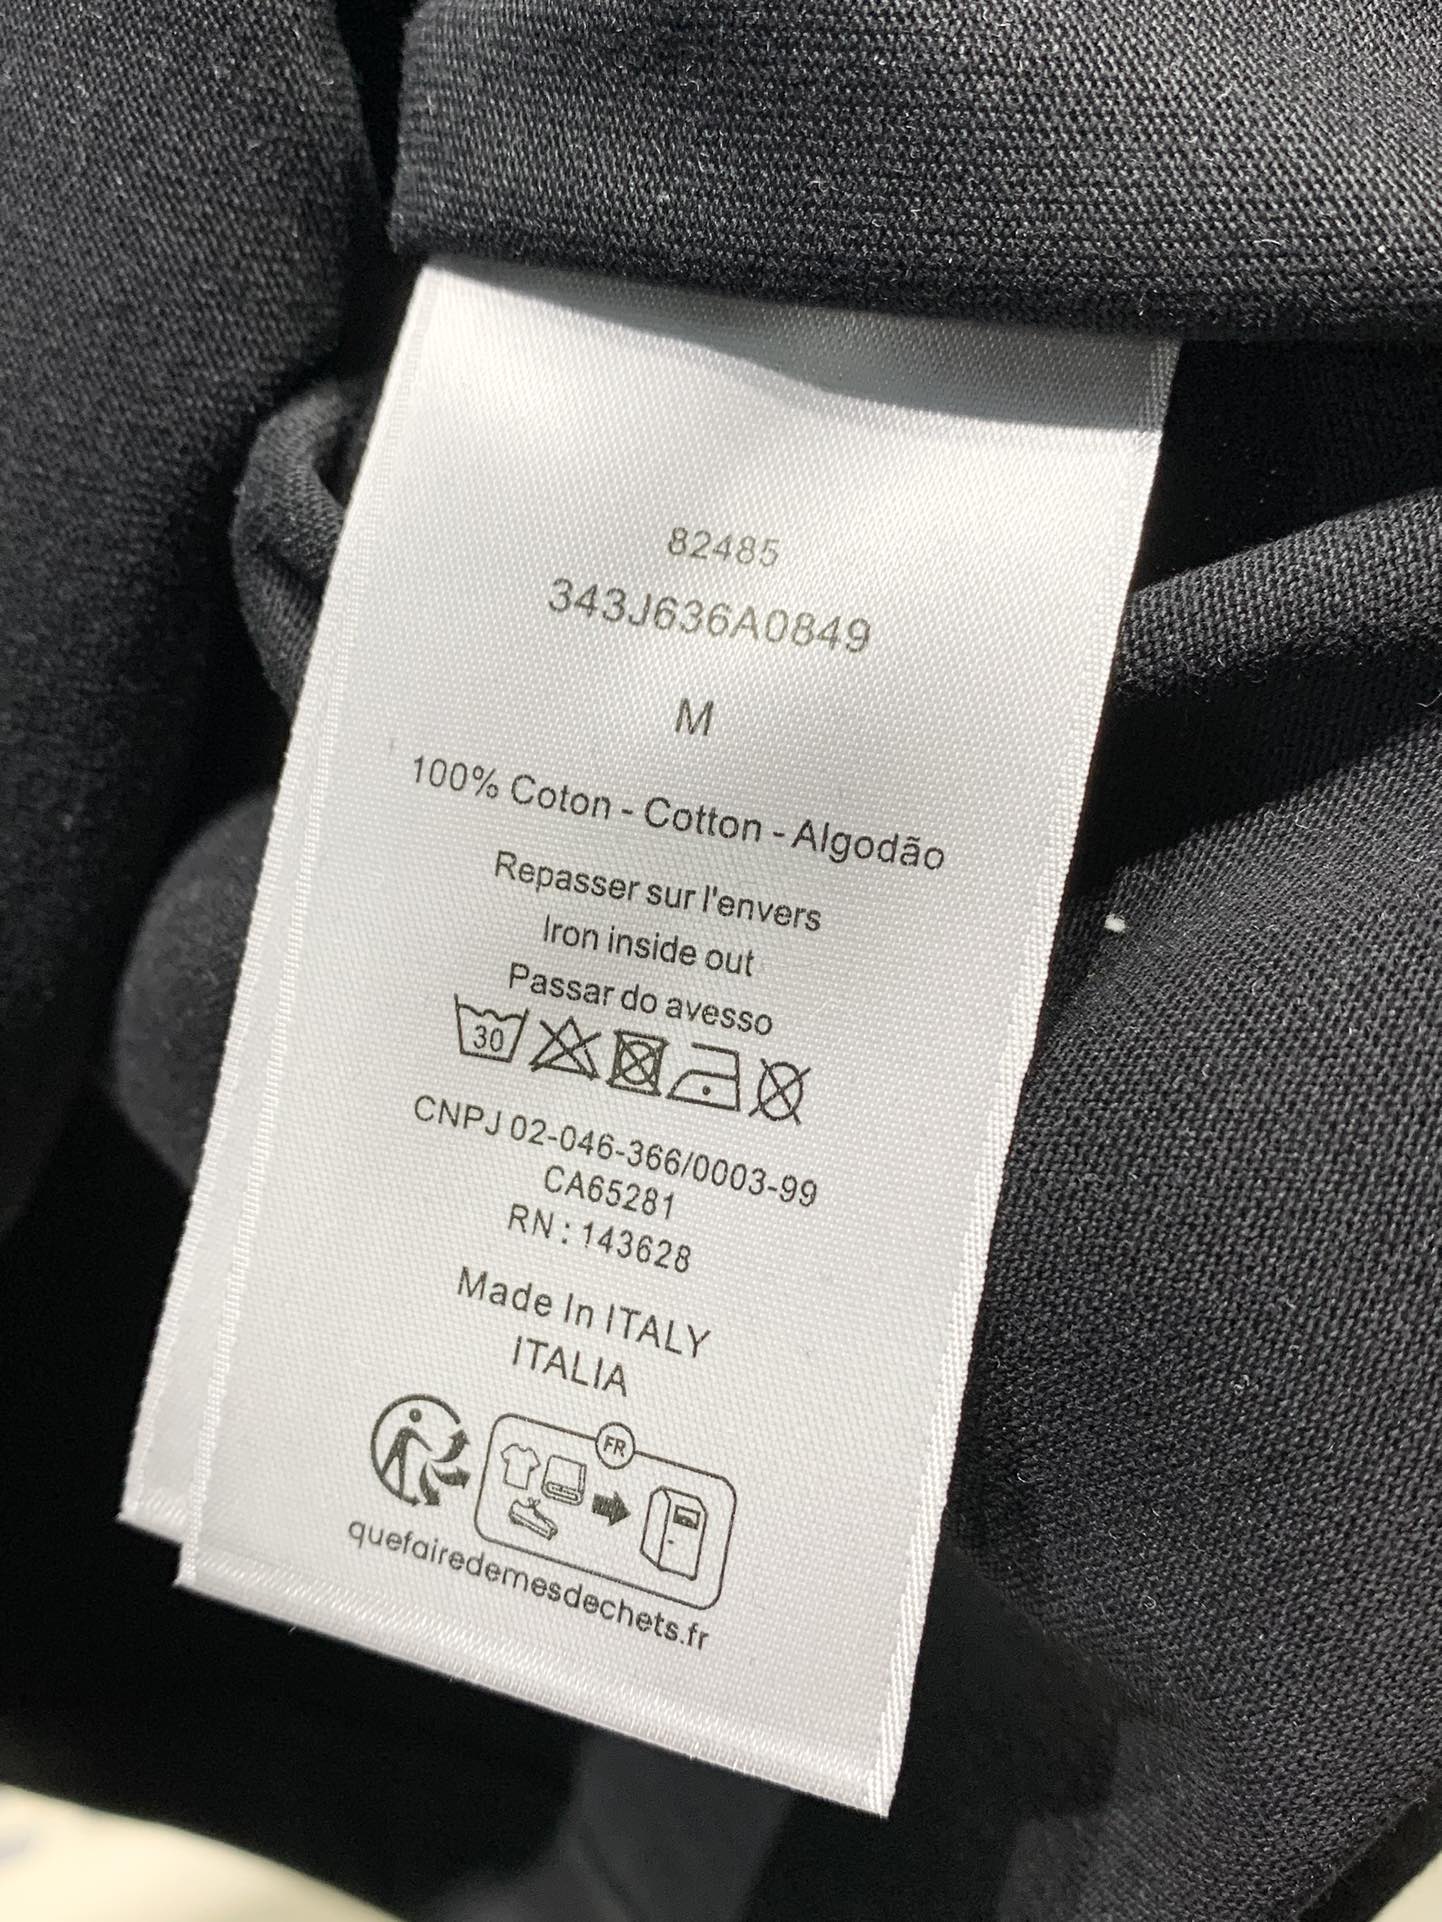 82485
343J636A0849
M
100% Coton - Cotton - Algodão
Repasser sur l'envers
Iron inside out
Passar do avesso
30
CNPJ 02-046-366/0003-99
CA65281
RN : 143628
Made In ITALY
ITALIA
FR
quefairedemesdechets.fr